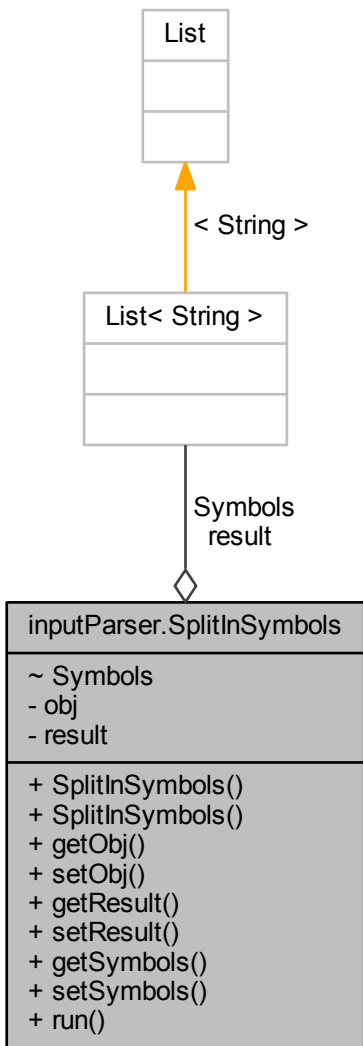 List
< String >
List< String >
Symbols
result
inputParser.SplitInSymbols
~ Symbols
- obj
- result
+ SplitInSymbols()
+ SplitInSymbols()
+ getObj()
+ setObj()
+ getResult()
+ setResult()
+ getSymbols()
+ setSymbols()
+ run()